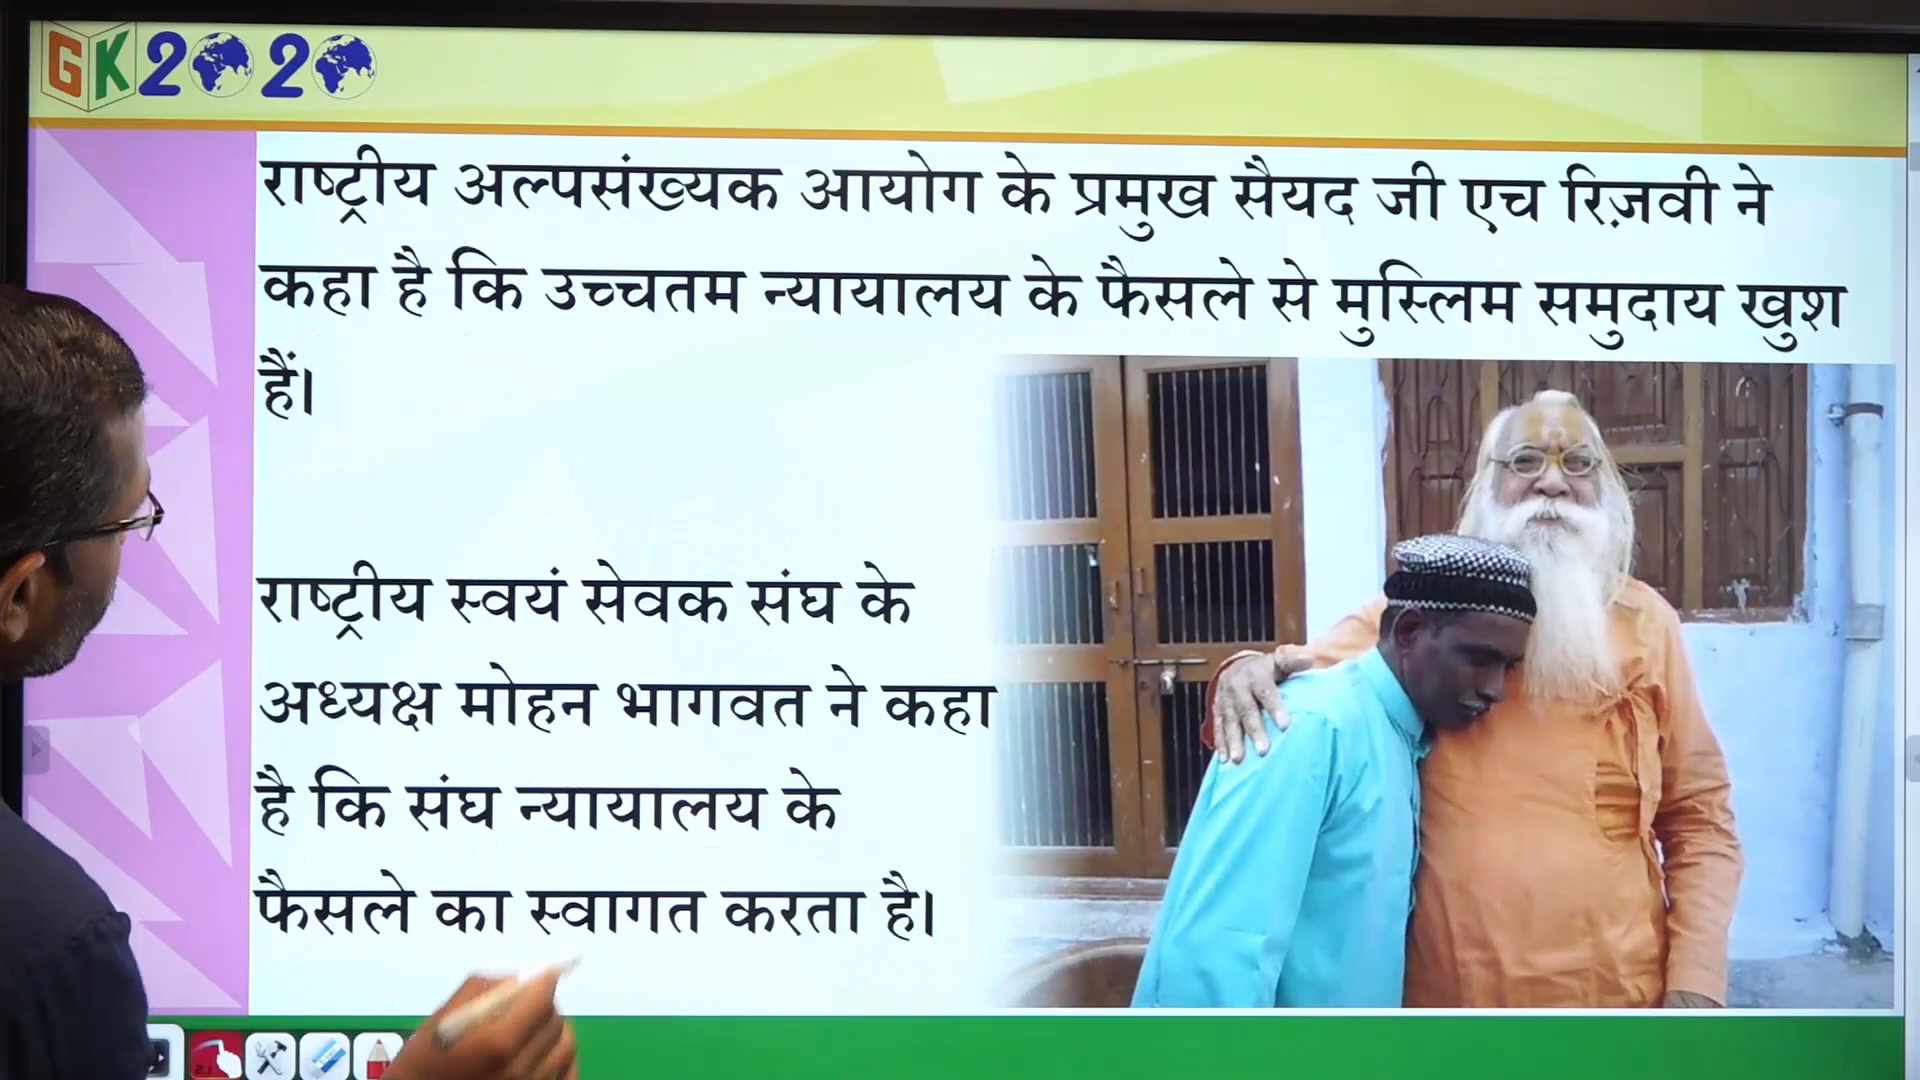 GK2020
राष्ट्रीय अल्पसंख्यक आयोग के प्रमुख सैयद जी एच रिज़वी ने
कहा है कि उच्चतम न्यायालय के फैसले से मुस्लिम समुदाय खुश
हैं।
राष्ट्रीय स्वयं सेवक संघ के
अध्यक्ष मोहन भागवत ने कहा
है कि संघ न्यायालय के
फैसले का स्वागत करता है।